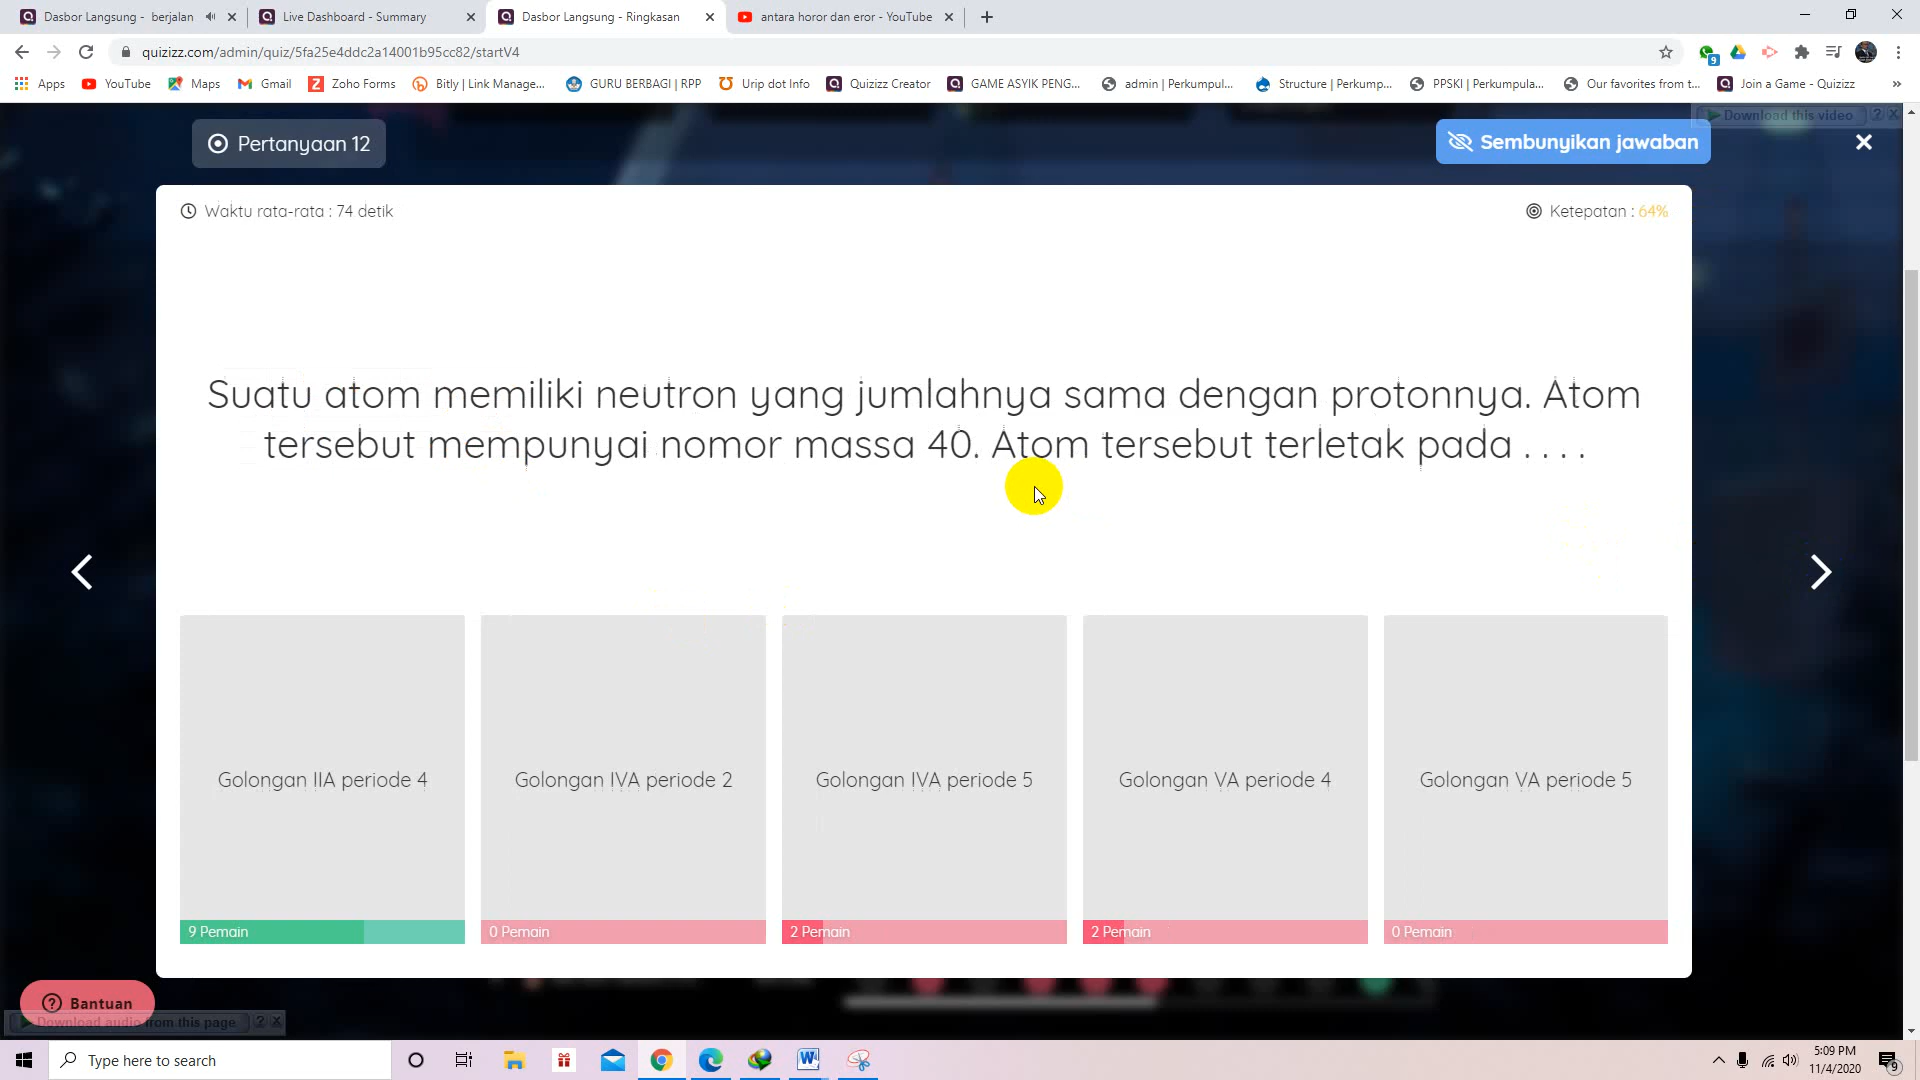 Dasbor Langsung - berjalan
Live Dashboard - Summary
Dasbor Langsung - Ringkasan
antara horor dan eror - YouTube
quizizz.com/admin/quiz/5fa25e4ddc2a14001b95cc82/startV4
9
Apps
YouTube
Maps
Gmail
Zoho Forms
Bitly | Link Manage...
GURU BERBAGI | RPP
Urip dot Info
Quizizz Creator
GAME ASYIK PENG...
admin | Perkumpul...
Structure | Perkump...
PPSKI | Perkumpula...
Our favorites from t...
Join a Game - Quizizz
»
Download this video
Pertanyaan 12
Sembunyikan jawaban
Waktu rata-rata : 74 detik
Ketepatan : 64%
Suatu atom memiliki neutron yang jumlahnya sama dengan protonnya. Atom
tersebut mempunyai nomor massa 40. Atom tersebut terletak pada . . . .
Golongan IIA periode 4
Golongan IVA periode 2
Golongan IVA periode 5
Golongan VA periode 4
Golongan VA periode 5
9 Pemain
0 Pemain
2 Pemain
2 Pemain
0 Pemain
Bantuan
Download audio from this page
Type here to search
5:09 PM
11/4/2020
9